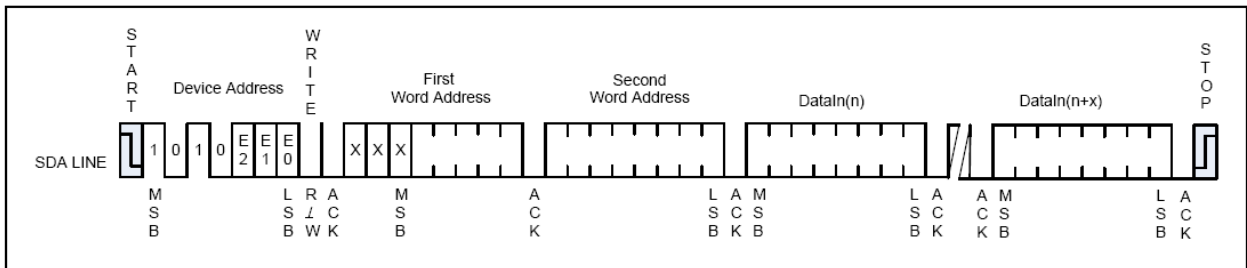 START
Device Address
WRITE
First
Word Address
Second
Word Address
DataIn(n)
DataIn(n+x)
STOP
SDA LINE
1 0 1 0 E2 E1 E0 X X X
MSB
LSB
R/W
ACK
MSB
ACK
LSB
ACK
MSB
LSB
ACK
ACK
MSB
LSB
ACK